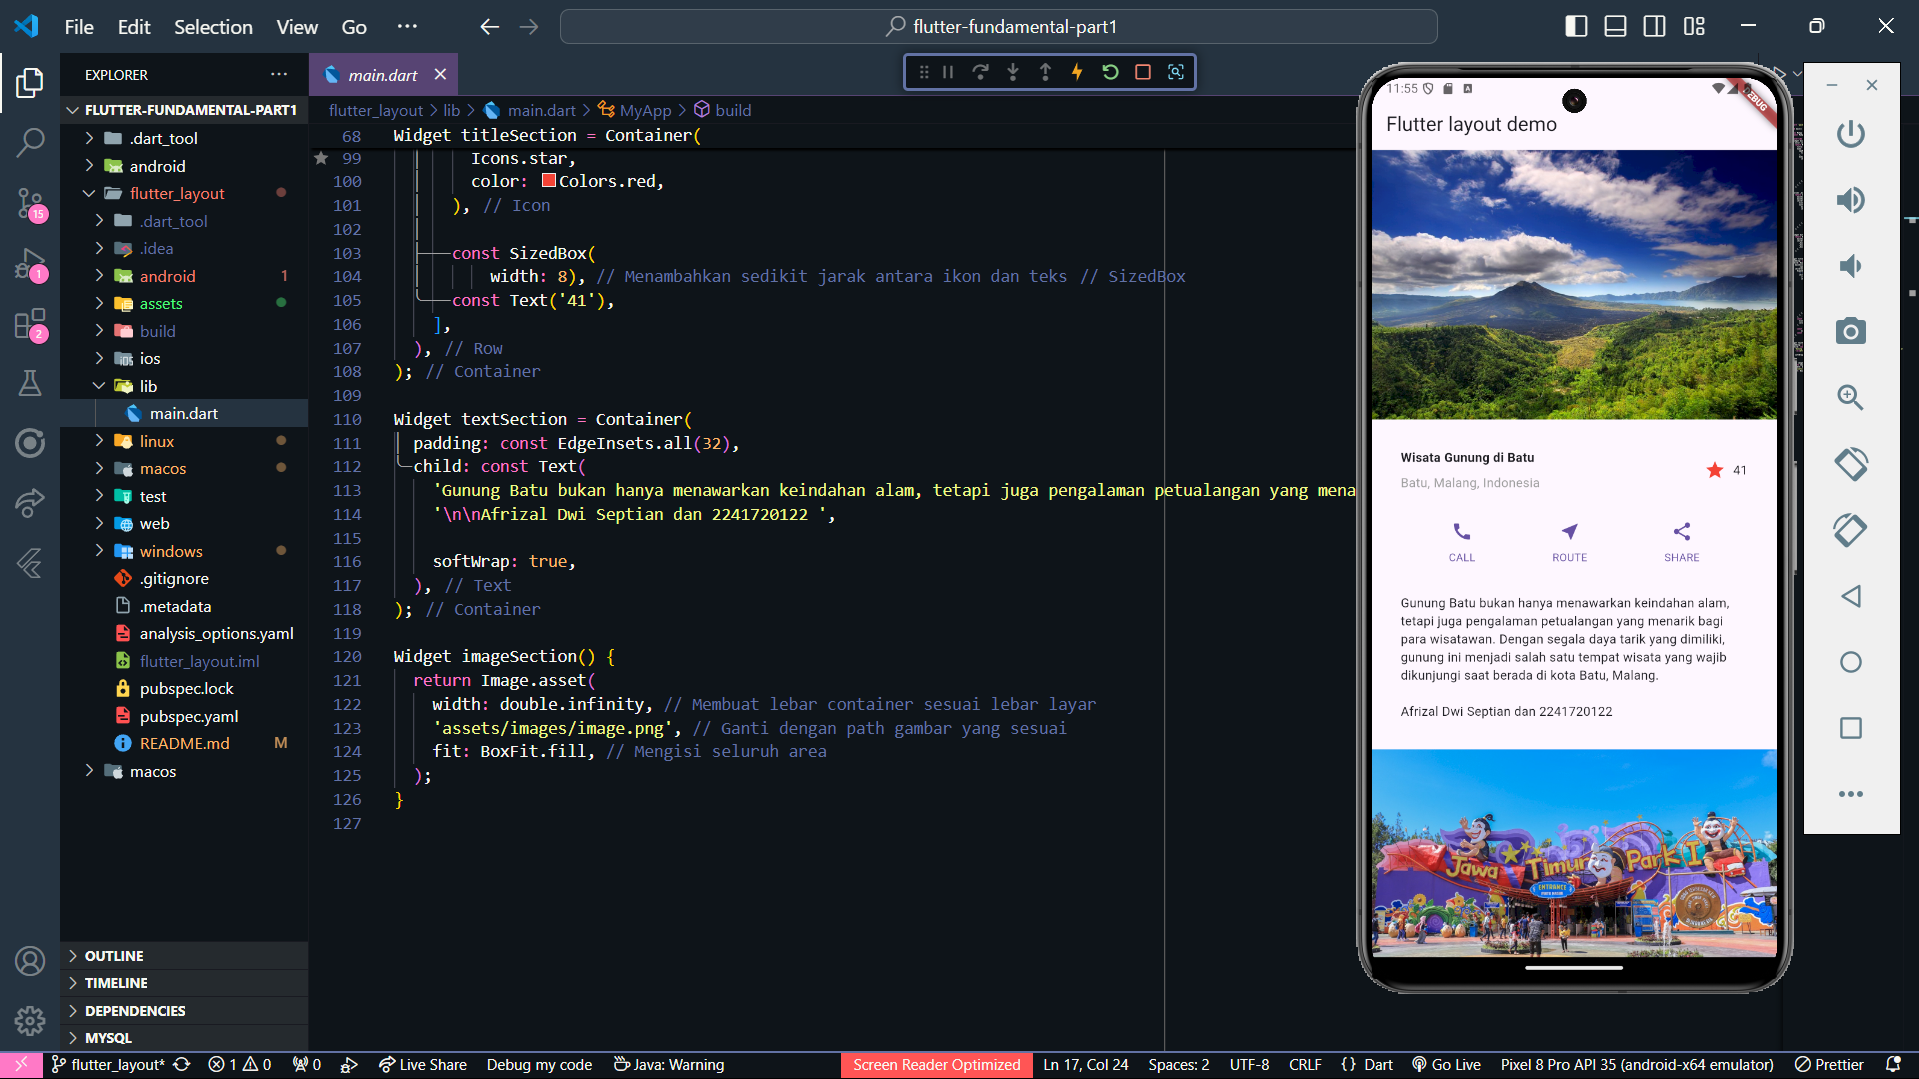 File Edit Selection View Go ···
flutter-fundamental-part1
EXPLORER
FLUTTER-FUNDAMENTAL-PART1
.dart_tool
android
flutter_layout
.dart_tool
.idea
android 1
assets
build
ios
lib
main.dart
linux
macos
test
web
windows
.gitignore
.metadata
analysis_options.yaml
flutter_layout.iml
pubspec.lock
pubspec.yaml
README.md M
macos
OUTLINE
TIMELINE
DEPENDENCIES
MYSQL
15
1
2
main.dart
flutter_layout > lib > main.dart > MyApp > build
68 Widget titleSection = Container(
99 Icons.star,
100 color: Colors.red,
101 ), // Icon
102
103 const SizedBox(
104 width: 8), // Menambahkan sedikit jarak antara ikon dan teks // SizedBox
105 const Text('41'),
106 ],
107 ), // Row
108 ); // Container
109
110 Widget textSection = Container(
111 padding: const EdgeInsets.all(32),
112 child: const Text(
113 'Gunung Batu bukan hanya menawarkan keindahan alam, tetapi juga pengalaman petualangan yang mena
114 '\n\nAfrizal Dwi Septian dan 2241720122 ',
115
116 softWrap: true,
117 ), // Text
118 ); // Container
119
120 Widget imageSection() {
121 return Image.asset(
122 width: double.infinity, // Membuat lebar container sesuai lebar layar
123 'assets/images/image.png', // Ganti dengan path gambar yang sesuai
124 fit: BoxFit.fill, // Mengisi seluruh area
125 );
126 }
127
11:55
Flutter layout demo
Wisata Gunung di Batu
Batu, Malang, Indonesia
41
CALL ROUTE SHARE
Gunung Batu bukan hanya menawarkan keindahan alam,
tetapi juga pengalaman petualangan yang menarik bagi
para wisatawan. Dengan segala daya tarik yang dimiliki,
gunung ini menjadi salah satu tempat wisata yang wajib
dikunjungi saat berada di kota Batu, Malang.
Afrizal Dwi Septian dan 2241720122
Jawa Timur Park 1
ENTRANCE
flutter_layout* 1 0 0 Live Share Debug my code Java: Warning Screen Reader Optimized Ln 17, Col 24 Spaces: 2 UTF-8 CRLF {} Dart Go Live Pixel 8 Pro API 35 (android-x64 emulator) Prettier